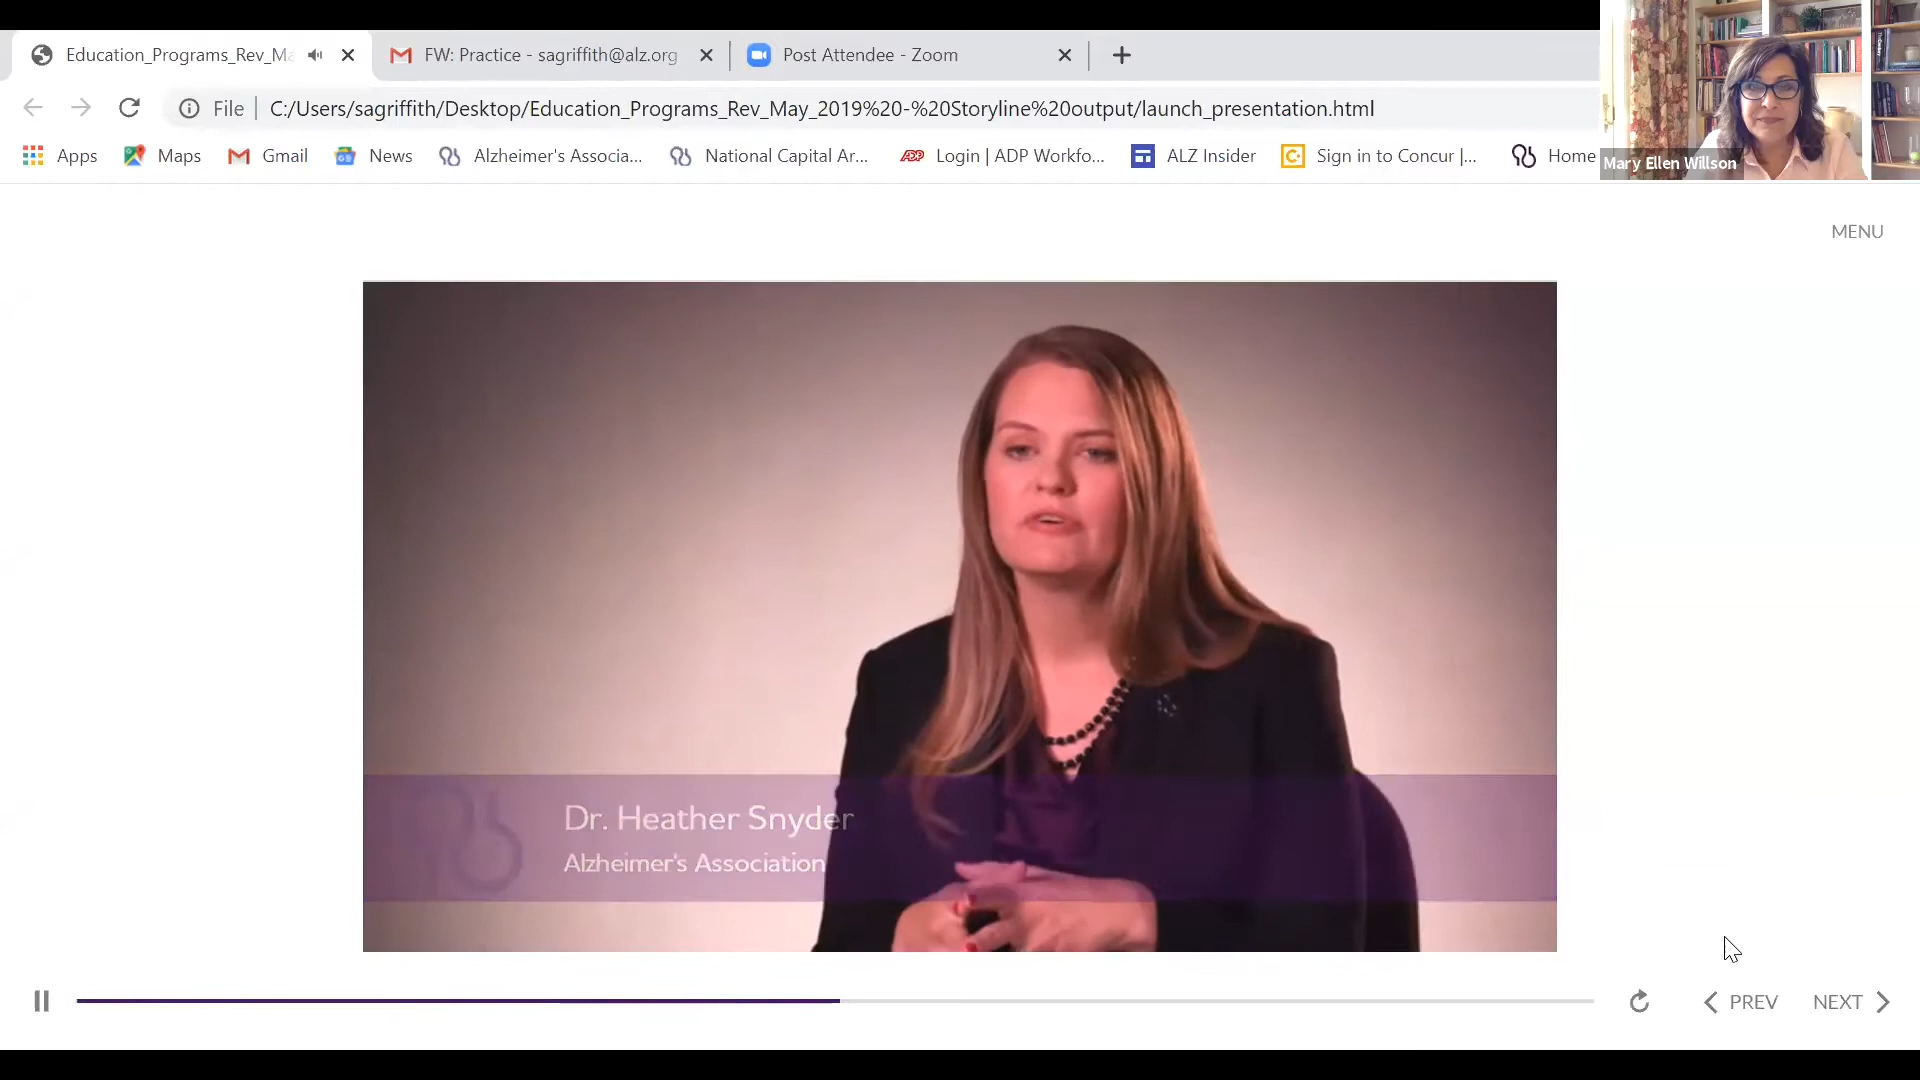 Education_Programs_Rev_Ma
FW: Practice - sagriffith@alz.org
Post Attendee - Zoom
File
C:/Users/sagriffith/Desktop/Education_Programs_Rev_May_2019%20-%20Storyline%20output/launch_presentation.html
Apps
Maps
Gmail
News
Alzheimer's Associa...
National Capital Ar...
ADP
Login | ADP Workfo...
ALZ Insider
Sign in to Concur |...
Home
Mary Ellen Willson
MENU
Dr. Heather Snyder
Alzheimer's Association
PREV
NEXT